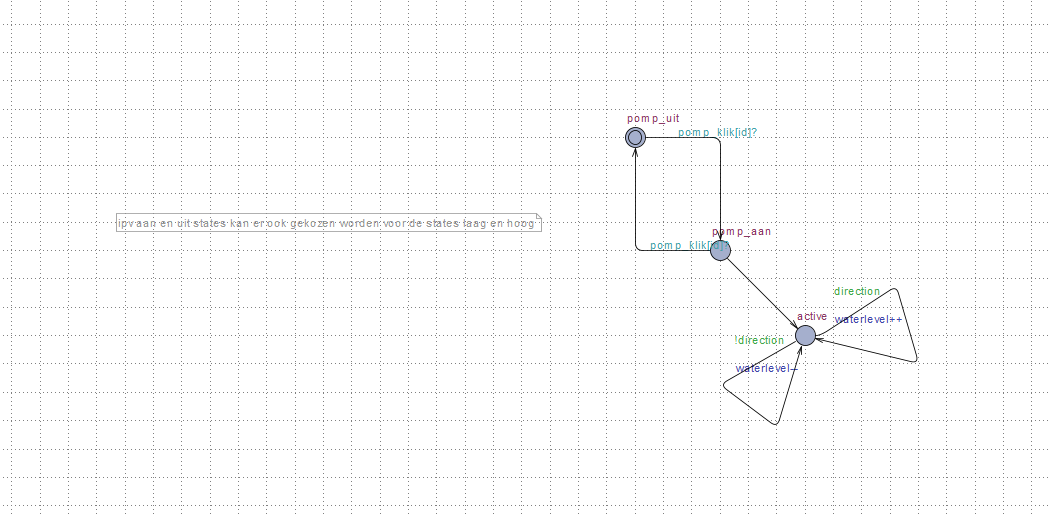 pomp_uit
pomp_klik[id]?
ipv aan en uit states kan er ook gekozen worden voor de states laag en hoog
pomp_aan
pomp_klik[id]?
direction
active
waterlevel++
!direction
waterlevel--